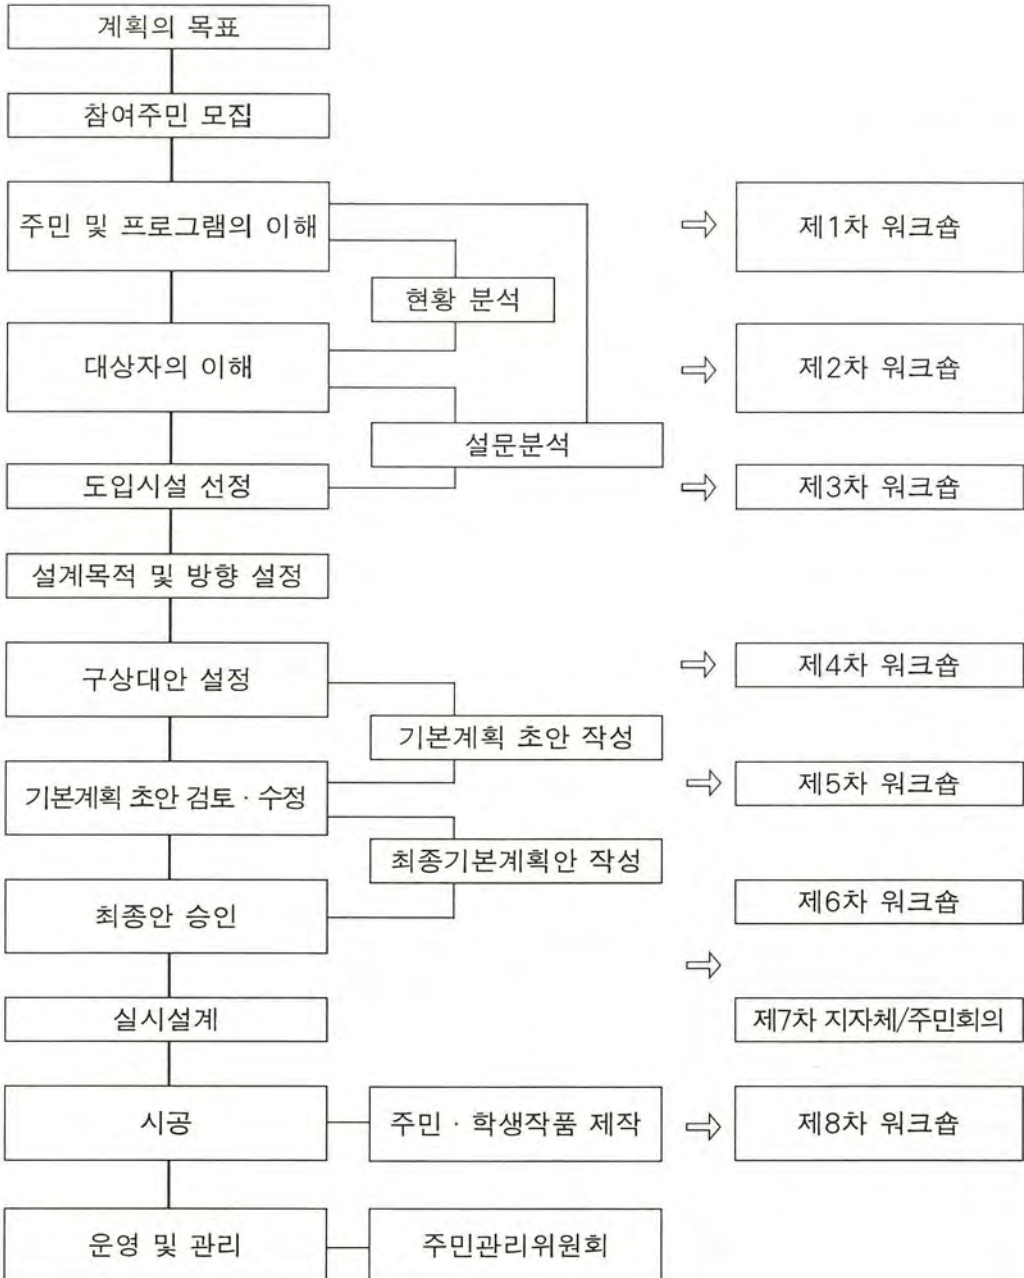 계획의 목표
참여주민 모집
주민 및 프로그램의 이해
제1차 워크숍
현황 분석
대상자의 이해
제2차 워크숍
설문분석
도입시설 선정
제3차 워크숍
설계목적 및 방향 설정
구상대안 설정
제4차 워크숍
기본계획 초안 작성
기본계획 초안 검토 · 수정
제5차 워크숍
최종기본계획안 작성
최종안 승인
제6차 워크숍
실시설계
제7차 지자체/주민회의
시공
주민 · 학생작품 제작
제8차 워크숍
운영 및 관리
주민관리위원회